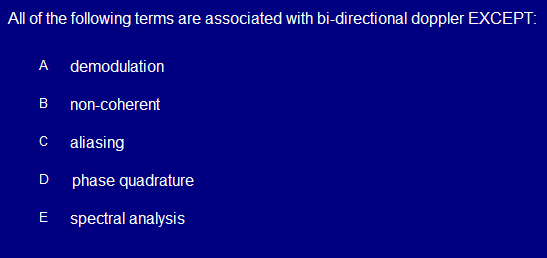 All of the following terms are associated with bi-directional doppler EXCEPT:
A demodulation
B non-coherent
C aliasing
D phase quadrature
E spectral analysis